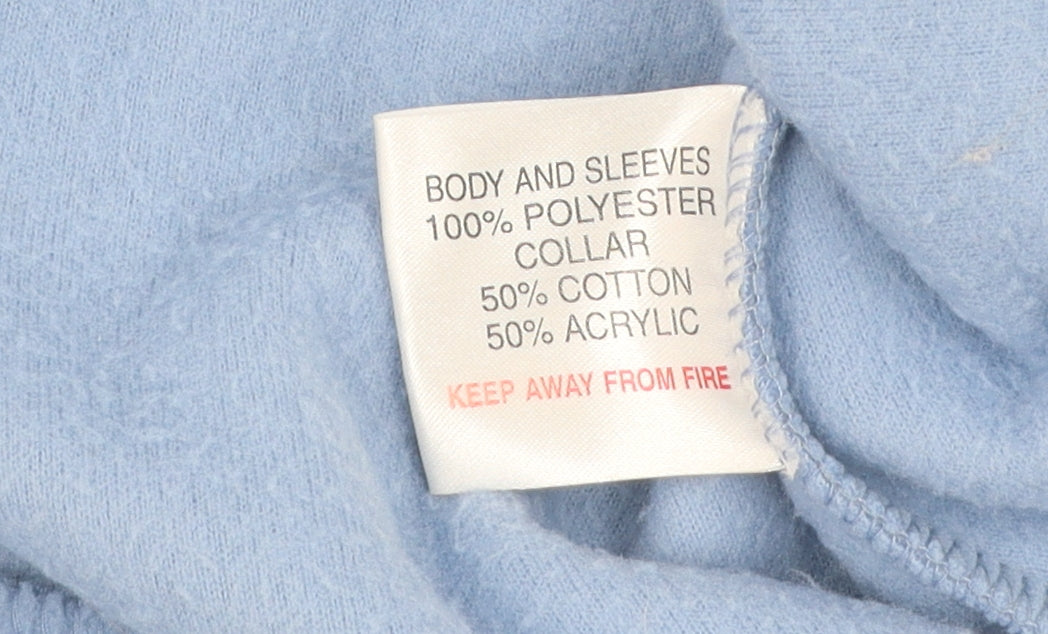 BODY AND SLEEVES
100% POLYESTER
COLLAR
50% COTTON
50% ACRYLIC
KEEP AWAY FROM FIRE